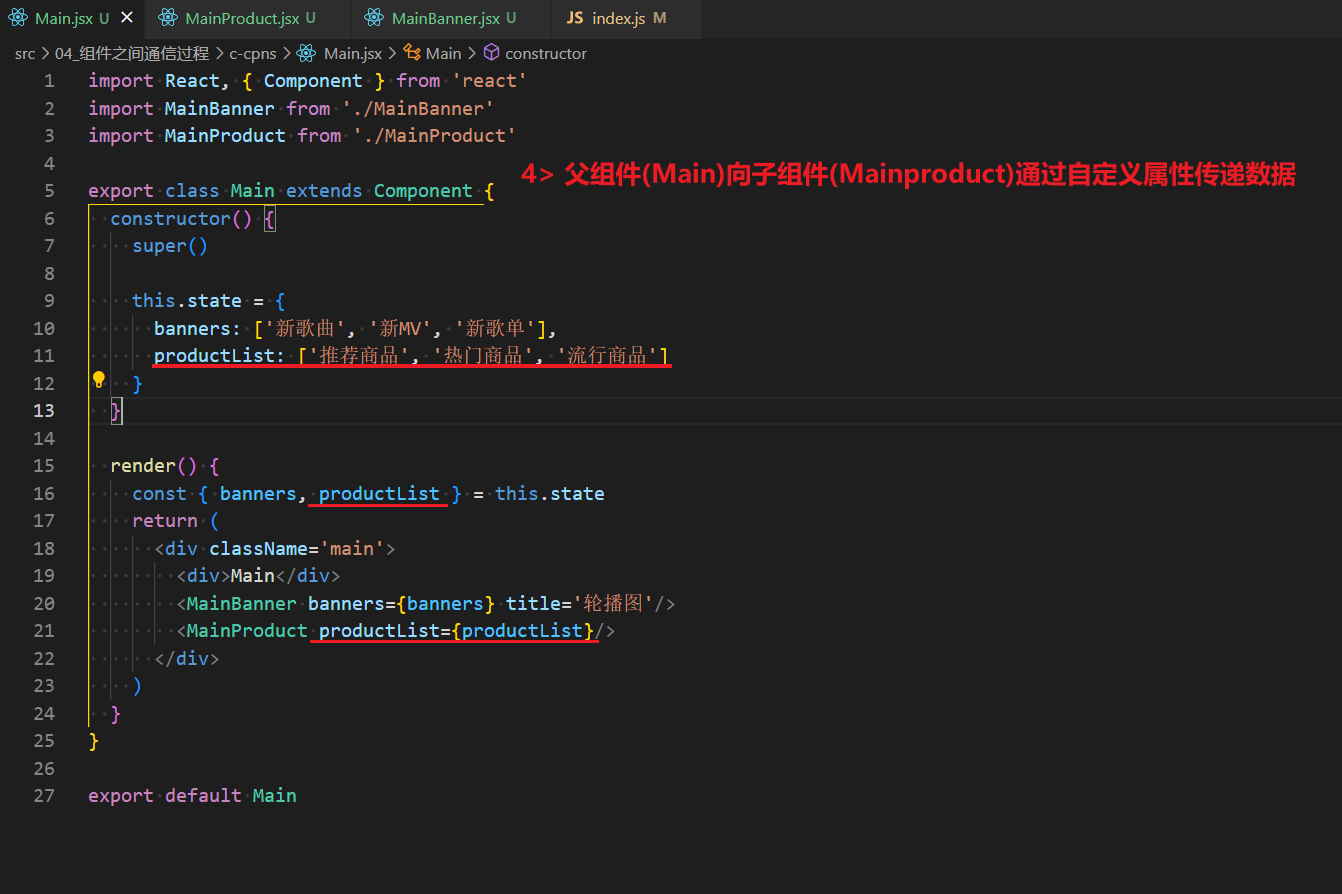 Main.jsx U × MainProduct.jsx U MainBanner.jsx U JS index.js M
src > 04_组件之间通信过程 > c-cpns > Main.jsx > Main > constructor
1 import React, { Component } from 'react'
2 import MainBanner from './MainBanner'
3 import MainProduct from './MainProduct'
4
4> 父组件(Main)向子组件(Mainproduct)通过自定义属性传递数据
5 export class Main extends Component {
6 constructor() {
7 super()
8
9 this.state = {
10 banners: ['新歌曲', '新MV', '新歌单'],
11 productList: ['推荐商品', '热门商品', '流行商品']
12 }
13 }
14
15 render() {
16 const { banners, productList } = this.state
17 return (
18 <div className='main'>
19 <div>Main</div>
20 <MainBanner banners={banners} title='轮播图'/>
21 <MainProduct productList={productList}/>
22 </div>
23 )
24 }
25 }
26
27 export default Main